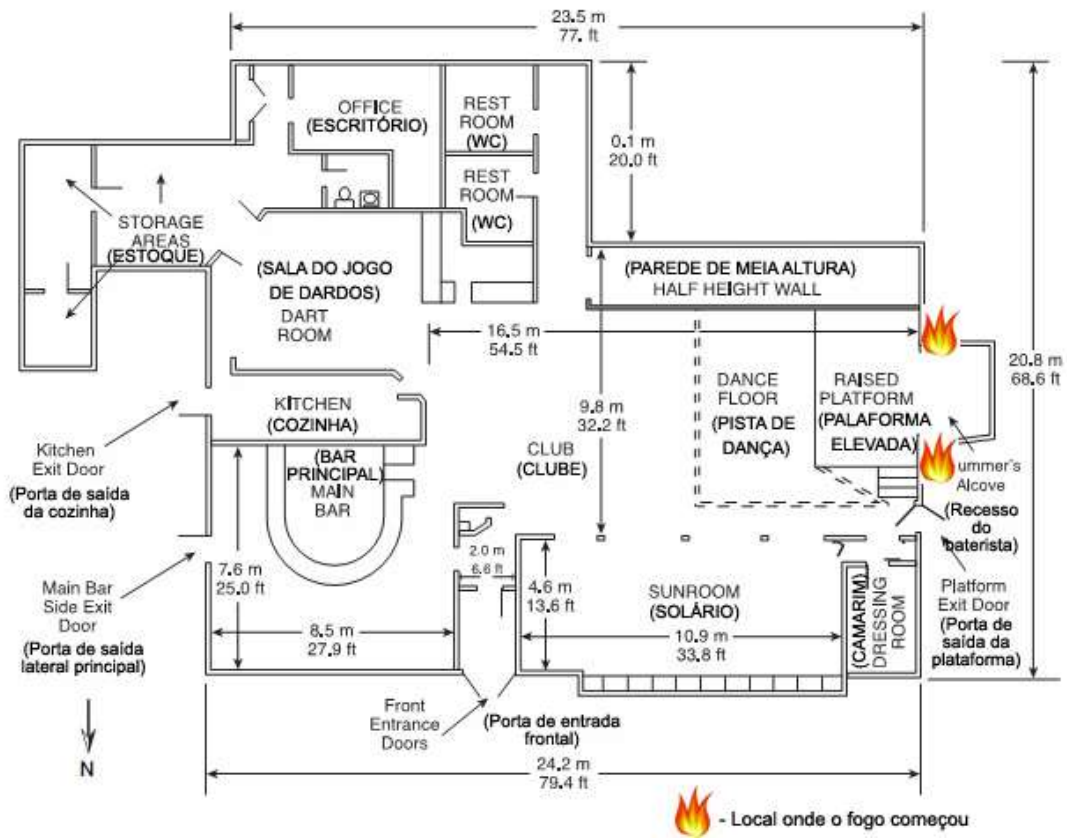 23.5 m
77. ft
OFFICE
(ESCRITÓRIO)
REST
ROOM
(WC)
REST
ROOM
(WC)
0.1 m
20.0 ft
STORAGE
AREAS
(ESTOQUE)
(SALA DO JOGO
DE DARDOS)
DART
ROOM
(PAREDE DE MEIA ALTURA)
HALF HEIGHT WALL
16.5 m
54.5 ft
20.8 m
68.6 ft
KITCHEN
(COZINHA)
9.8 m
32.2 ft
DANCE
FLOOR
(PISTA DE
DANÇA)
RAISED
PLATFORM
(PALAFORMA
ELEVADA)
CLUB
(CLUBE)
Kitchen
Exit Door
(Porta de saída
da cozinha)
(BAR
PRINCIPAL)
MAIN
BAR
ummer's
Alcove
(Recesso
do
baterista)
2.0 m
6.6 ft
7.6 m
25.0 ft
4.6 m
13.6 ft
SUNROOM
(SOLÁRIO)
(CAMARIM)
DRESSING
ROOM
Main Bar
Side Exit
Door
(Porta de saída
lateral principal)
Platform
Exit Door
(Porta de
saída da
plataforma)
8.5 m
27.9 ft
10.9 m
33.8 ft
Front
Entrance
Doors
(Porta de entrada
frontal)
N
24.2 m
79.4 ft
- Local onde o fogo começou